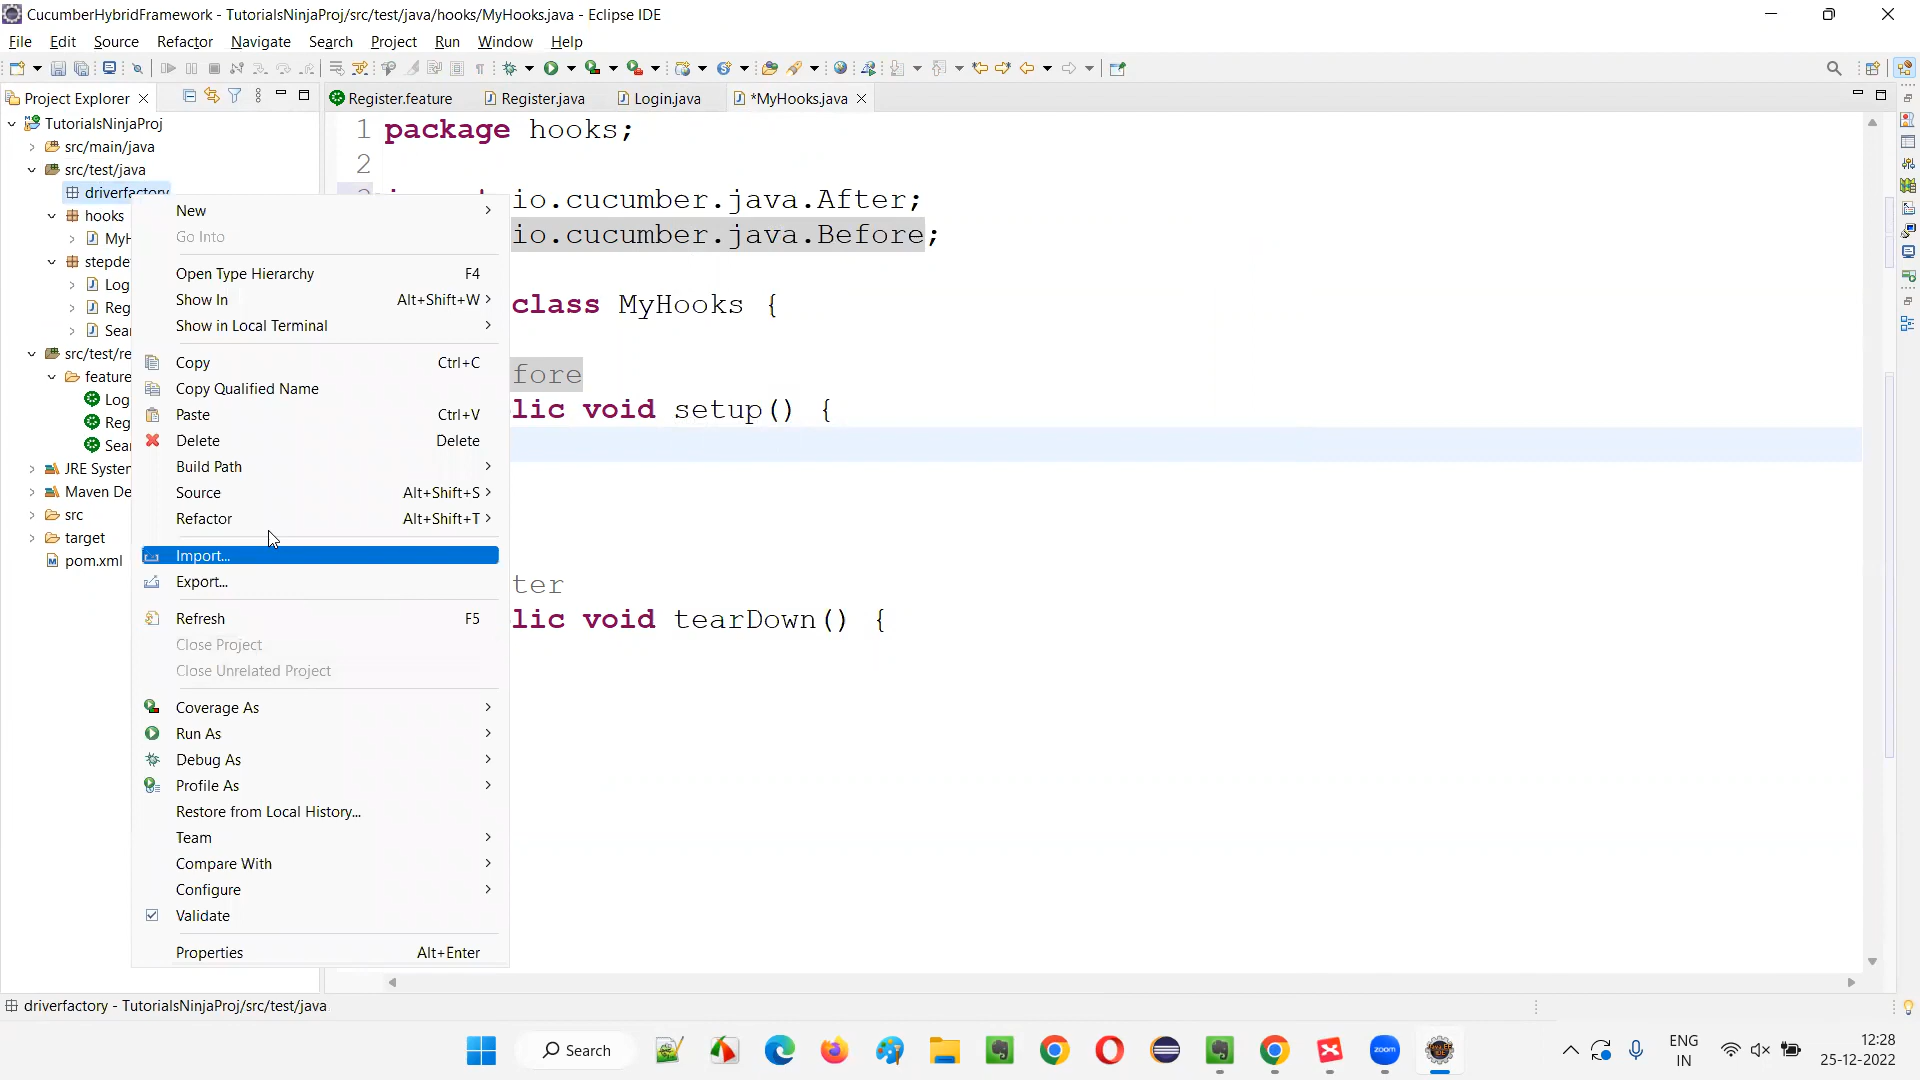 CucumberHybridFramework - TutorialsNinjaProj/src/test/java/hooks/MyHooks.java - Eclipse IDE
File Edit Source Refactor Navigate Search Project Run Window Help
Project Explorer
Register.feature Register.java Login.java *MyHooks.java
TutorialsNinjaProj
src/main/java
src/test/java
driverfactory
hooks
MyH
stepde
Log
Reg
Sea
src/test/re
feature
Log
Reg
Sear
JRE Syster
Maven De
src
target
pom.xml
New
Go Into
Open Type Hierarchy F4
Show In Alt+Shift+W
Show in Local Terminal
Copy Ctrl+C
Copy Qualified Name
Paste Ctrl+V
Delete Delete
Build Path
Source Alt+Shift+S
Refactor Alt+Shift+T
Import...
Export...
Refresh F5
Close Project
Close Unrelated Project
Coverage As
Run As
Debug As
Profile As
Restore from Local History...
Team
Compare With
Configure
Validate
Properties Alt+Enter
1 package hooks;
2
io.cucumber.java.After;
io.cucumber.java.Before;
class MyHooks {
fore
lic void setup() {
ter
lic void tearDown() {
driverfactory - TutorialsNinjaProj/src/test/java
Search
zoom
ENG
IN
12:28
25-12-2022